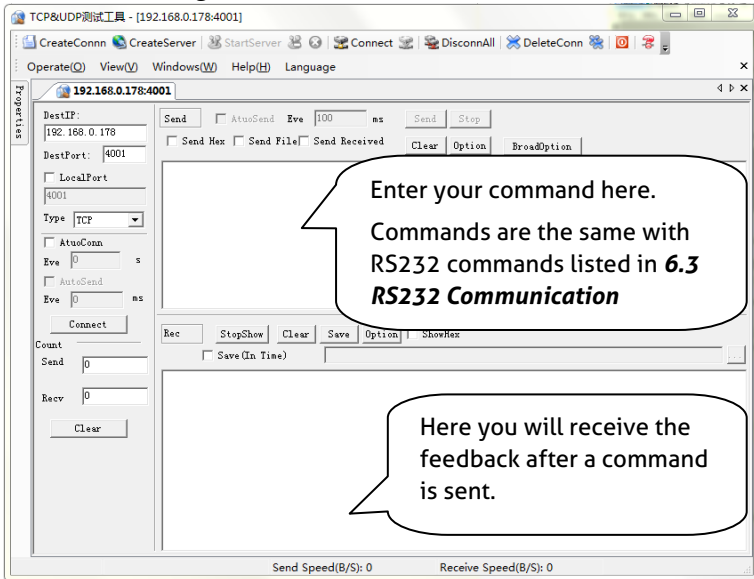 TCP&UDP测试工具 - [192.168.0.178:4001]
CreateConnn CreateServer StartServer Connect DisconnAll DeleteConn
Operate(O) View(V) Windows(W) Help(H) Language
Properties
192.168.0.178:4001
DestIP:
192.168.0.178
DestPort: 4001
LocalPort
4001
Type TCP
AtuoConn
Eve 0 s
AutoSend
Eve 0 ms
Connect
Count
Send 0
Recv 0
Clear
Send AtuoSend Eve 100 ms Send Stop
Send Hex Send File Send Received Clear Option BroadOption
Enter your command here.
Commands are the same with
RS232 commands listed in 6.3
RS232 Communication
Rec StopShow Clear Save Option ShowHex
Save(In Time) ...
Here you will receive the
feedback after a command
is sent.
Send Speed(B/S): 0 Receive Speed(B/S): 0